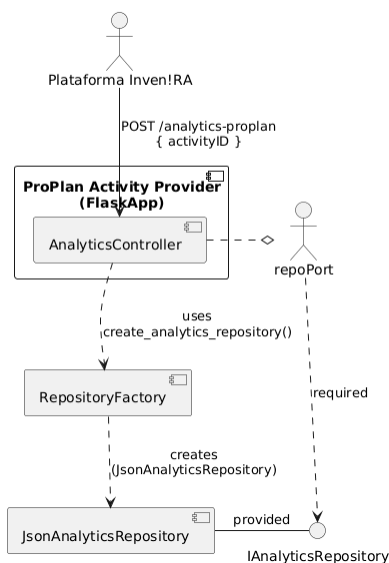 Plataforma Inven!RA
POST /analytics-proplan
{ activityID }
ProPlan Activity Provider
(FlaskApp)
AnalyticsController
repoPort
uses
create_analytics_repository()
required
RepositoryFactory
creates
(JsonAnalyticsRepository)
JsonAnalyticsRepository
provided
IAnalyticsRepository